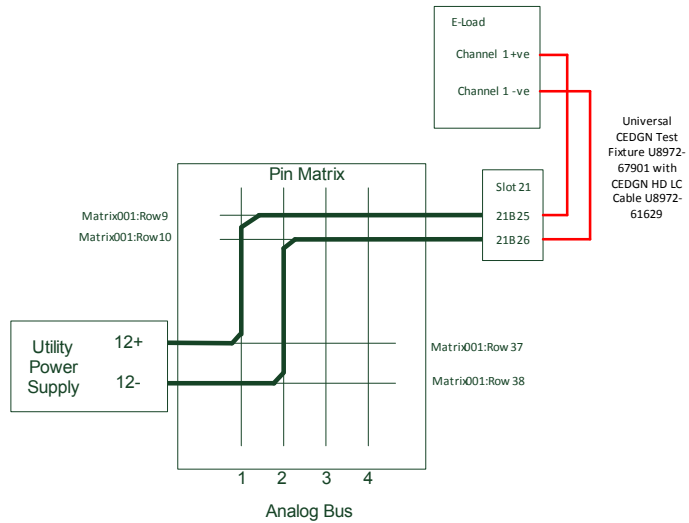 E-Load
Channel 1 +ve
Channel 1 -ve
Universal
CEDGN Test
Fixture U8972-
67901 with
CEDGN HD LC
Cable U8972-
61629
Pin Matrix
Slot 21
Matrix001:Row9
21B25
Matrix001:Row10
21B26
Utility
Power
Supply
12+
12-
Matrix001:Row 37
Matrix001:Row 38
1 2 3 4
Analog Bus